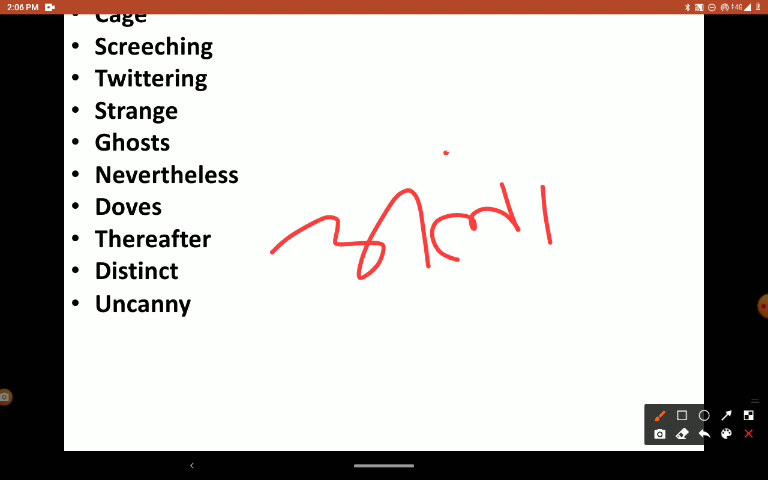 2:06 PM
Cage
• Screeching
• Twittering
• Strange
• Ghosts
• Nevertheless
• Doves
• Thereafter
• Distinct
• Uncanny